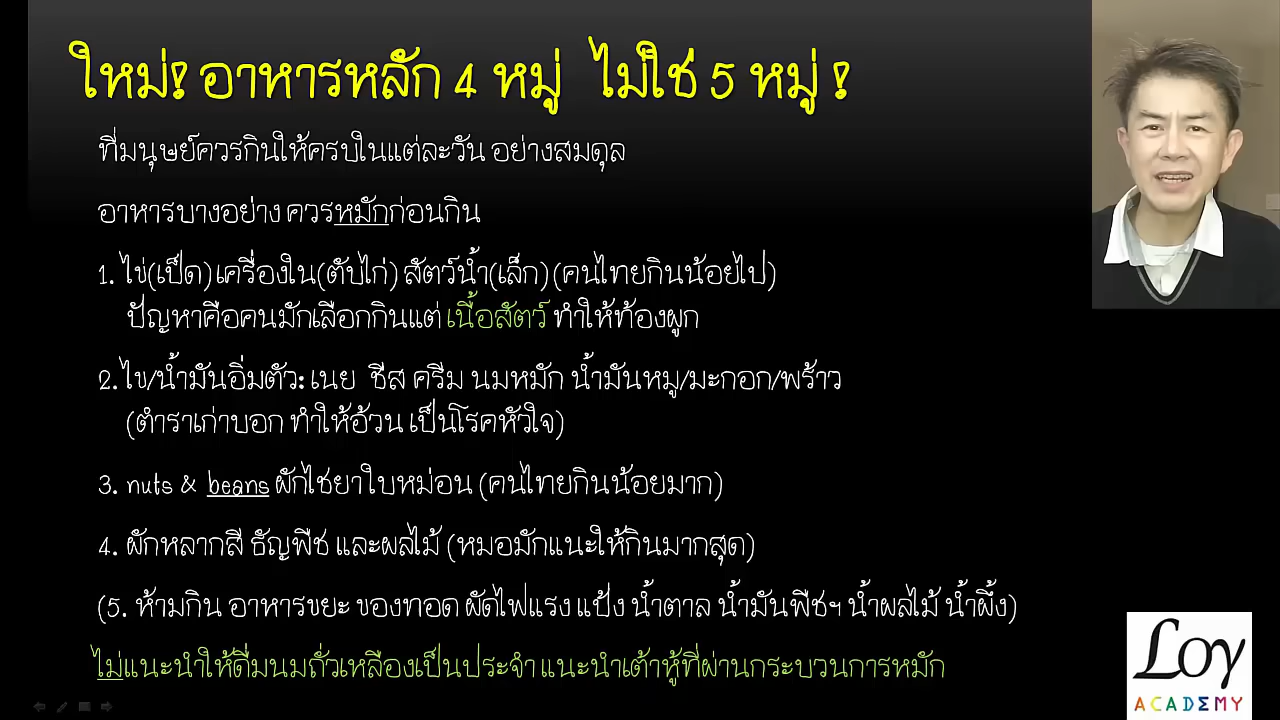 ใหม่! อาหารหลัก 4 หมู่ ไม่ใช่ 5 หมู่ !
ที่มนุษย์ควรกินให้ครบในแต่ละวัน อย่างสมดุล
อาหารบางอย่าง ควรหมักก่อนกิน
1. ไข่(เป็ด) เครื่องใน(ตับไก่) สัตว์น้ำ(เล็ก) (คนไทยกินน้อยไป)
ปัญหาคือคนมักเลือกกินแต่ เนื้อสัตว์ ทำให้ท้องผูก
2. ไข/น้ำมันอิ่มตัว: เนย ชีส ครีม นมหมัก น้ำมันหมู/มะกอก/พร้าว
(ตำราเก่าบอก ทำให้อ้วน เป็นโรคหัวใจ)
3. nuts & beans ผักไชยาใบหม่อน (คนไทยกินน้อยมาก)
4. ผักหลากสี ธัญพืช และผลไม้ (หมอมักแนะให้กินมากสุด)
(5. ห้ามกิน อาหารขยะ ของทอด ผัดไฟแรง แป้ง น้ำตาล น้ำมันพืชฯ น้ำผลไม้ น้ำผึ้ง)
ไม่แนะนำให้ดื่มนมถั่วเหลืองเป็นประจำ แนะนำเต้าหู้ที่ผ่านกระบวนการหมัก
Loy
ACADEMY